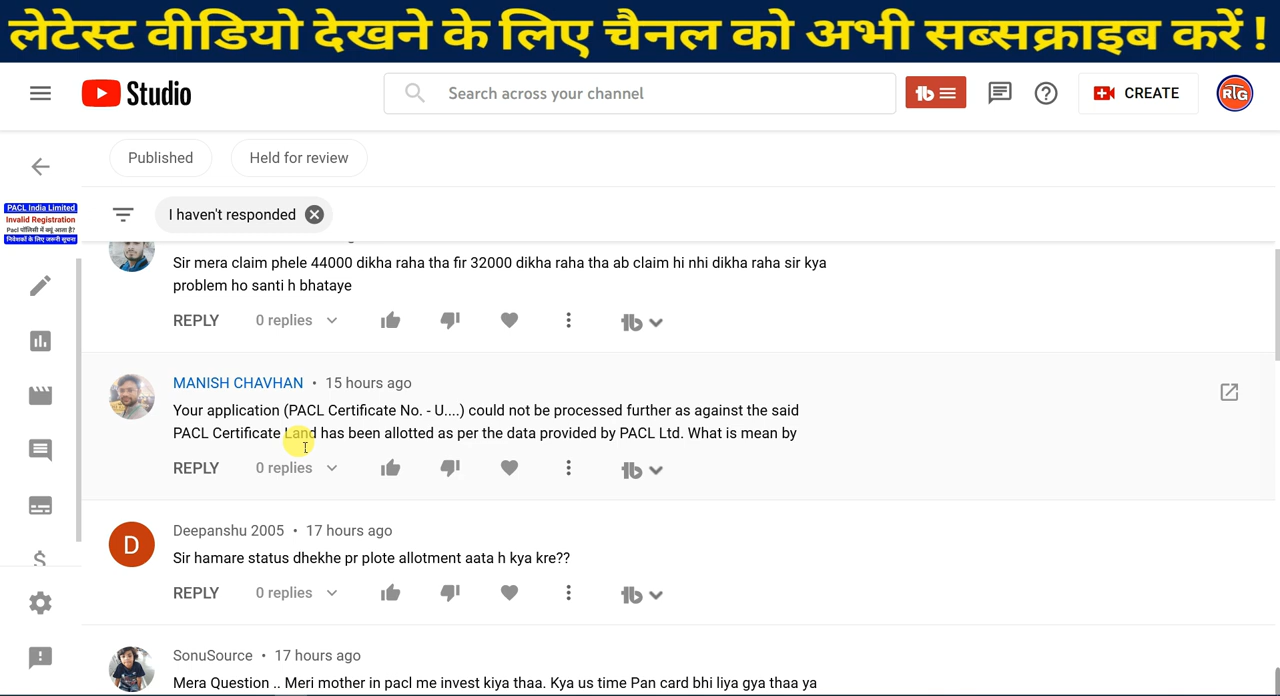 लेटेस्ट वीडियो देखने के लिए चैनल को अभी सब्सक्राइब करें !
Studio
Search across your channel
CREATE
RTG
Published
Held for review
PACL India Limited
Invalid Registration
Pacl पॉलिसी में क्यूं आता है?
निवेशकों के लिए जरूरी सूचना
I haven't responded
Sir mera claim phele 44000 dikha raha tha fir 32000 dikha raha tha ab claim hi nhi dikha raha sir kya
problem ho santi h bhataye
REPLY 0 replies
MANISH CHAVHAN • 15 hours ago
Your application (PACL Certificate No. - U....) could not be processed further as against the said
PACL Certificate Land has been allotted as per the data provided by PACL Ltd. What is mean by
REPLY 0 replies
D
Deepanshu 2005 • 17 hours ago
Sir hamare status dhekhe pr plote allotment aata h kya kre??
REPLY 0 replies
SonuSource • 17 hours ago
Mera Question .. Meri mother in pacl me invest kiya thaa. Kya us time Pan card bhi liya gya thaa ya